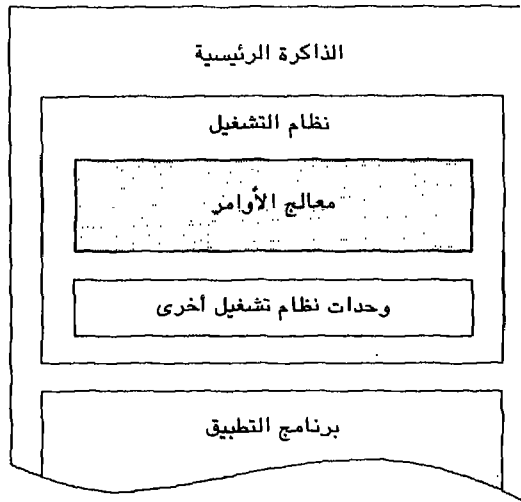 الذاكرة الرئيسية
نظام التشغيل
معالج الأوامر
وحدات نظام تشغيل أخرى
برنامج التطبيق